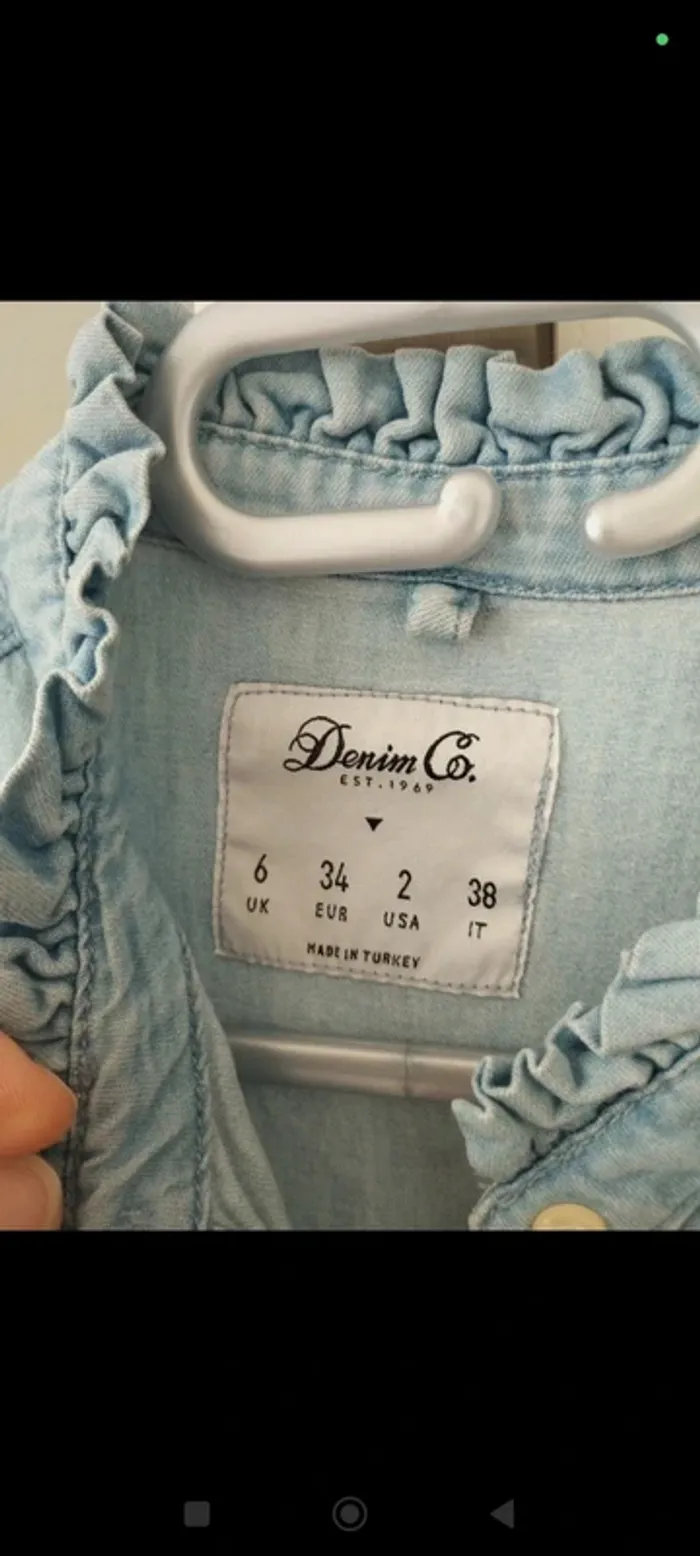 Denim Co.
EST. 1969
6 34 2 38
UK EUR USA IT
MADE IN TURKEY